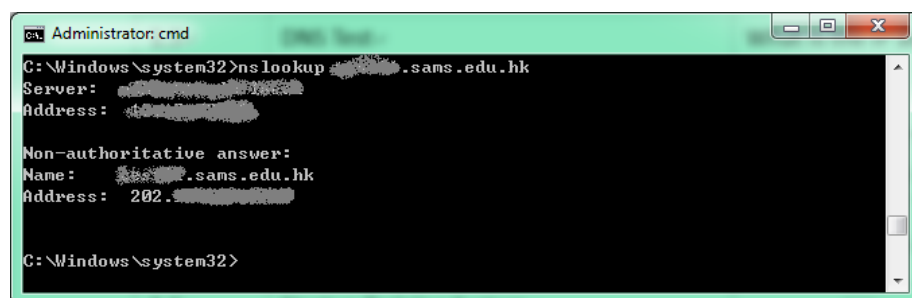 Administrator: cmd
C:\Windows\system32>nslookup .sams.edu.hk
Server:
Address:
Non-authoritative answer:
Name: .sams.edu.hk
Address: 202.
C:\Windows\system32>